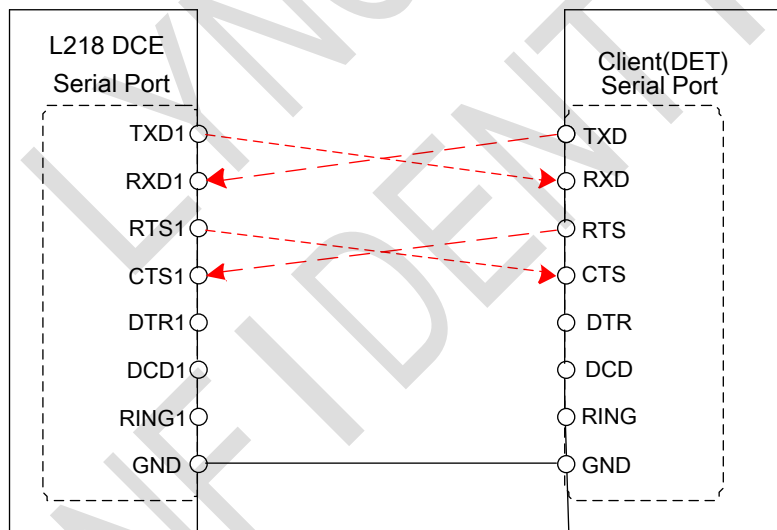 L218 DCE
Serial Port
Client(DET)
Serial Port
TXD1
TXD
RXD1
RXD
RTS1
RTS
CTS1
CTS
DTR1
DTR
DCD1
DCD
RING1
RING
GND
GND